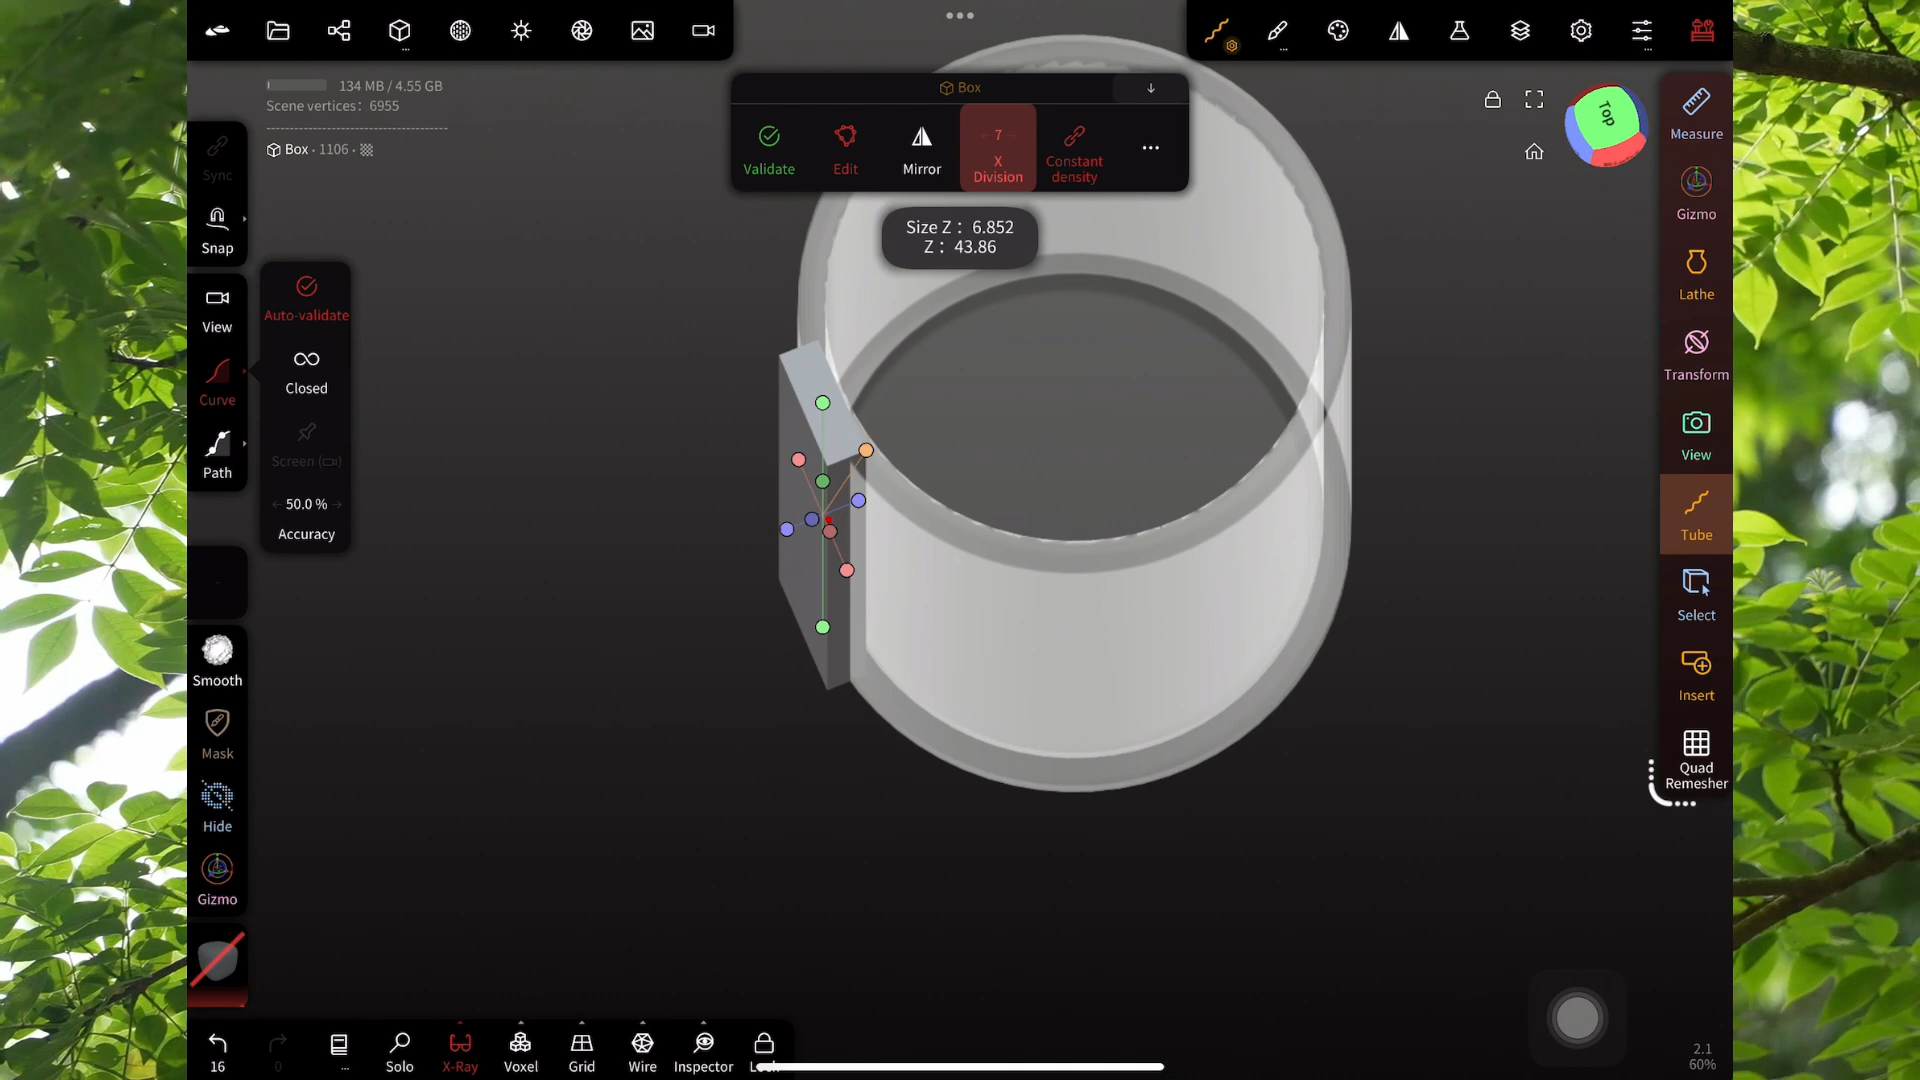 134 MB / 4.55 GB
Scene vertices: 6955
Box · 1106 ·
Box
Validate
Edit
Mirror
7
X
Division
Constant
density
...
Size Z : 6.852
Z : 43.86
Top
Sync
Snap
View
Curve
Path
Auto-validate
Closed
Screen
50.0 %
Accuracy
Smooth
Mask
Hide
Gizmo
Measure
Gizmo
Lathe
Transform
View
Tube
Select
Insert
Quad
Remesher
16
0
...
Solo
X-Ray
Voxel
Grid
Wire
Inspector
2.1
60%